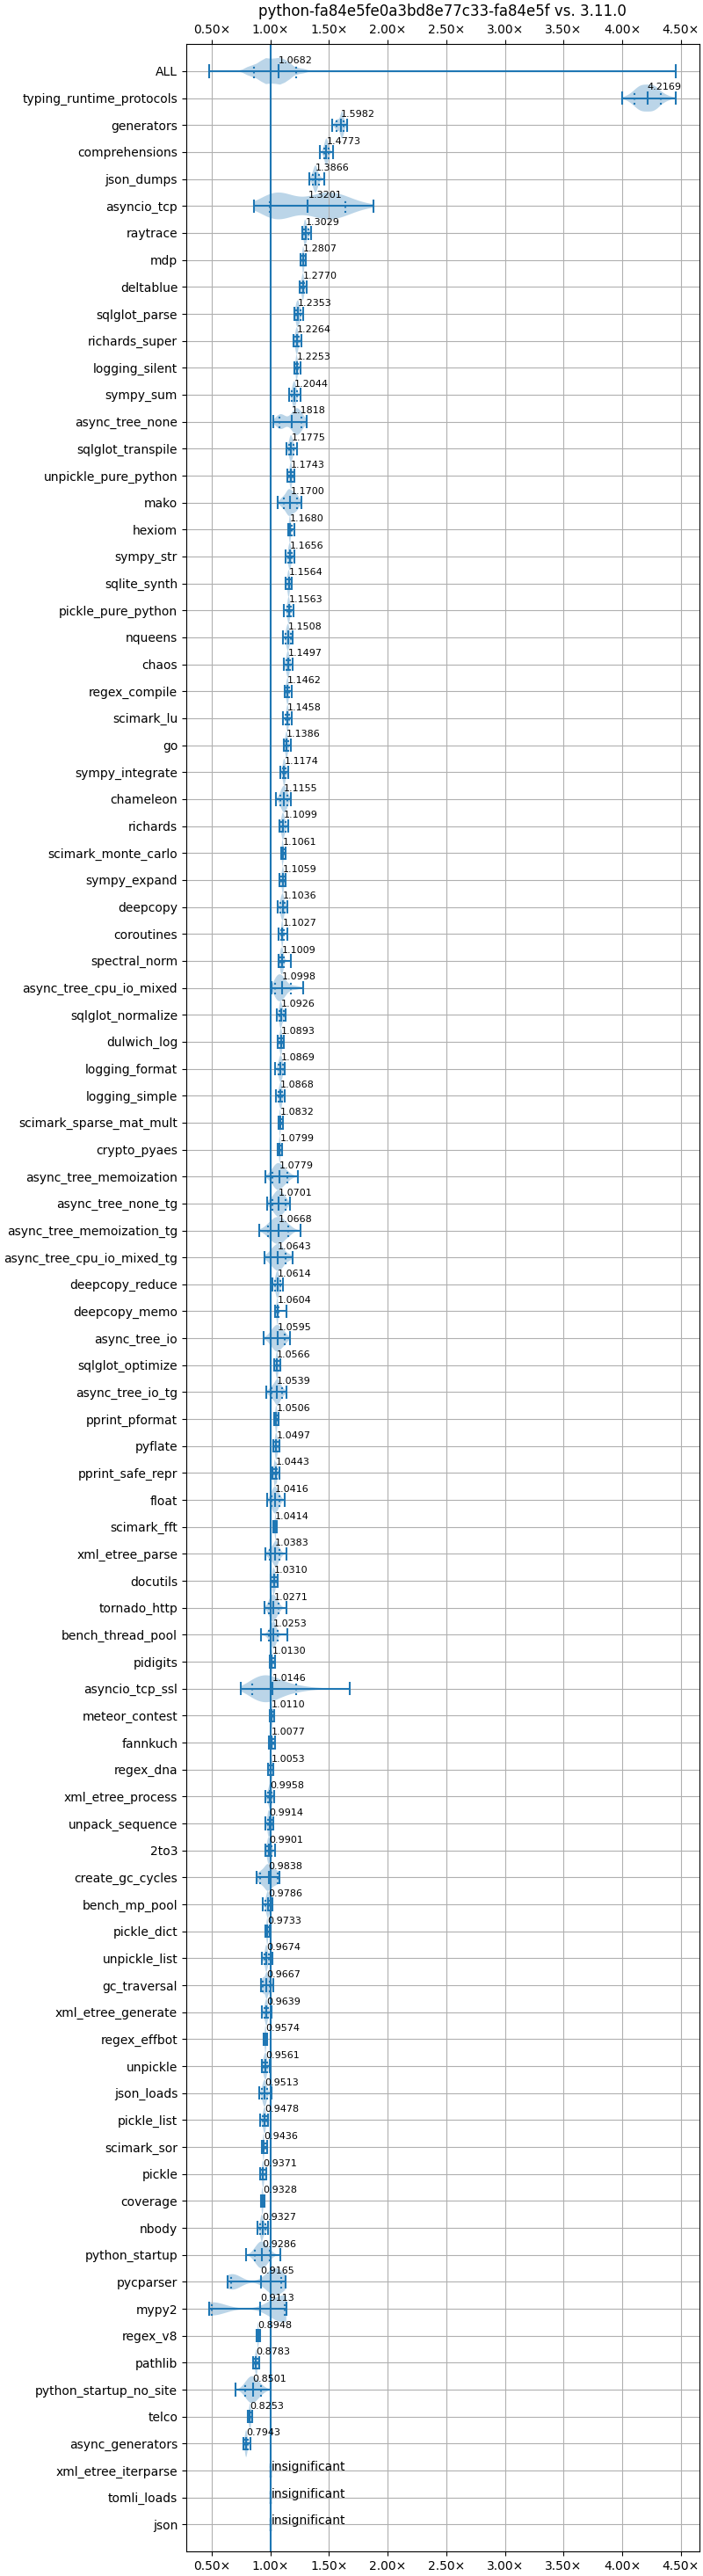 python-fa84e5fe0a3bd8e77c33-fa84e5f vs. 3.11.0
0.50× 1.00× 1.50× 2.00× 2.50× 3.00× 3.50× 4.00× 4.50×
ALL 1.0682
typing_runtime_protocols 4.2169
generators 1.5982
comprehensions 1.4773
json_dumps 1.3866
asyncio_tcp 1.3201
raytrace 1.3029
mdp 1.2807
deltablue 1.2770
sqlglot_parse 1.2353
richards_super 1.2264
logging_silent 1.2253
sympy_sum 1.2044
async_tree_none 1.1818
sqlglot_transpile 1.1775
unpickle_pure_python 1.1743
mako 1.1700
hexiom 1.1680
sympy_str 1.1656
sqlite_synth 1.1564
pickle_pure_python 1.1563
nqueens 1.1508
chaos 1.1497
regex_compile 1.1462
scimark_lu 1.1458
go 1.1386
sympy_integrate 1.1174
chameleon 1.1155
richards 1.1099
scimark_monte_carlo 1.1061
sympy_expand 1.1059
deepcopy 1.1036
coroutines 1.1027
spectral_norm 1.1009
async_tree_cpu_io_mixed 1.0998
sqlglot_normalize 1.0926
dulwich_log 1.0893
logging_format 1.0869
logging_simple 1.0868
scimark_sparse_mat_mult 1.0832
crypto_pyaes 1.0799
async_tree_memoization 1.0779
async_tree_none_tg 1.0701
async_tree_memoization_tg 1.0668
async_tree_cpu_io_mixed_tg 1.0643
deepcopy_reduce 1.0614
deepcopy_memo 1.0604
async_tree_io 1.0595
sqlglot_optimize 1.0566
async_tree_io_tg 1.0539
pprint_pformat 1.0506
pyflate 1.0497
pprint_safe_repr 1.0443
float 1.0416
scimark_fft 1.0414
xml_etree_parse 1.0383
docutils 1.0310
tornado_http 1.0271
bench_thread_pool 1.0253
pidigits 1.0130
asyncio_tcp_ssl 1.0146
meteor_contest 1.0110
fannkuch 1.0077
regex_dna 1.0053
xml_etree_process 0.9958
unpack_sequence 0.9914
2to3 0.9901
create_gc_cycles 0.9838
bench_mp_pool 0.9786
pickle_dict 0.9733
unpickle_list 0.9674
gc_traversal 0.9667
xml_etree_generate 0.9639
regex_effbot 0.9574
unpickle 0.9561
json_loads 0.9513
pickle_list 0.9478
scimark_sor 0.9436
pickle 0.9371
coverage 0.9328
nbody 0.9327
python_startup 0.9286
pycparser 0.9165
mypy2 0.9113
regex_v8 0.8948
pathlib 0.8783
python_startup_no_site 0.8501
telco 0.8253
async_generators 0.7943
xml_etree_iterparse insignificant
tomli_loads insignificant
json insignificant
0.50× 1.00× 1.50× 2.00× 2.50× 3.00× 3.50× 4.00× 4.50×